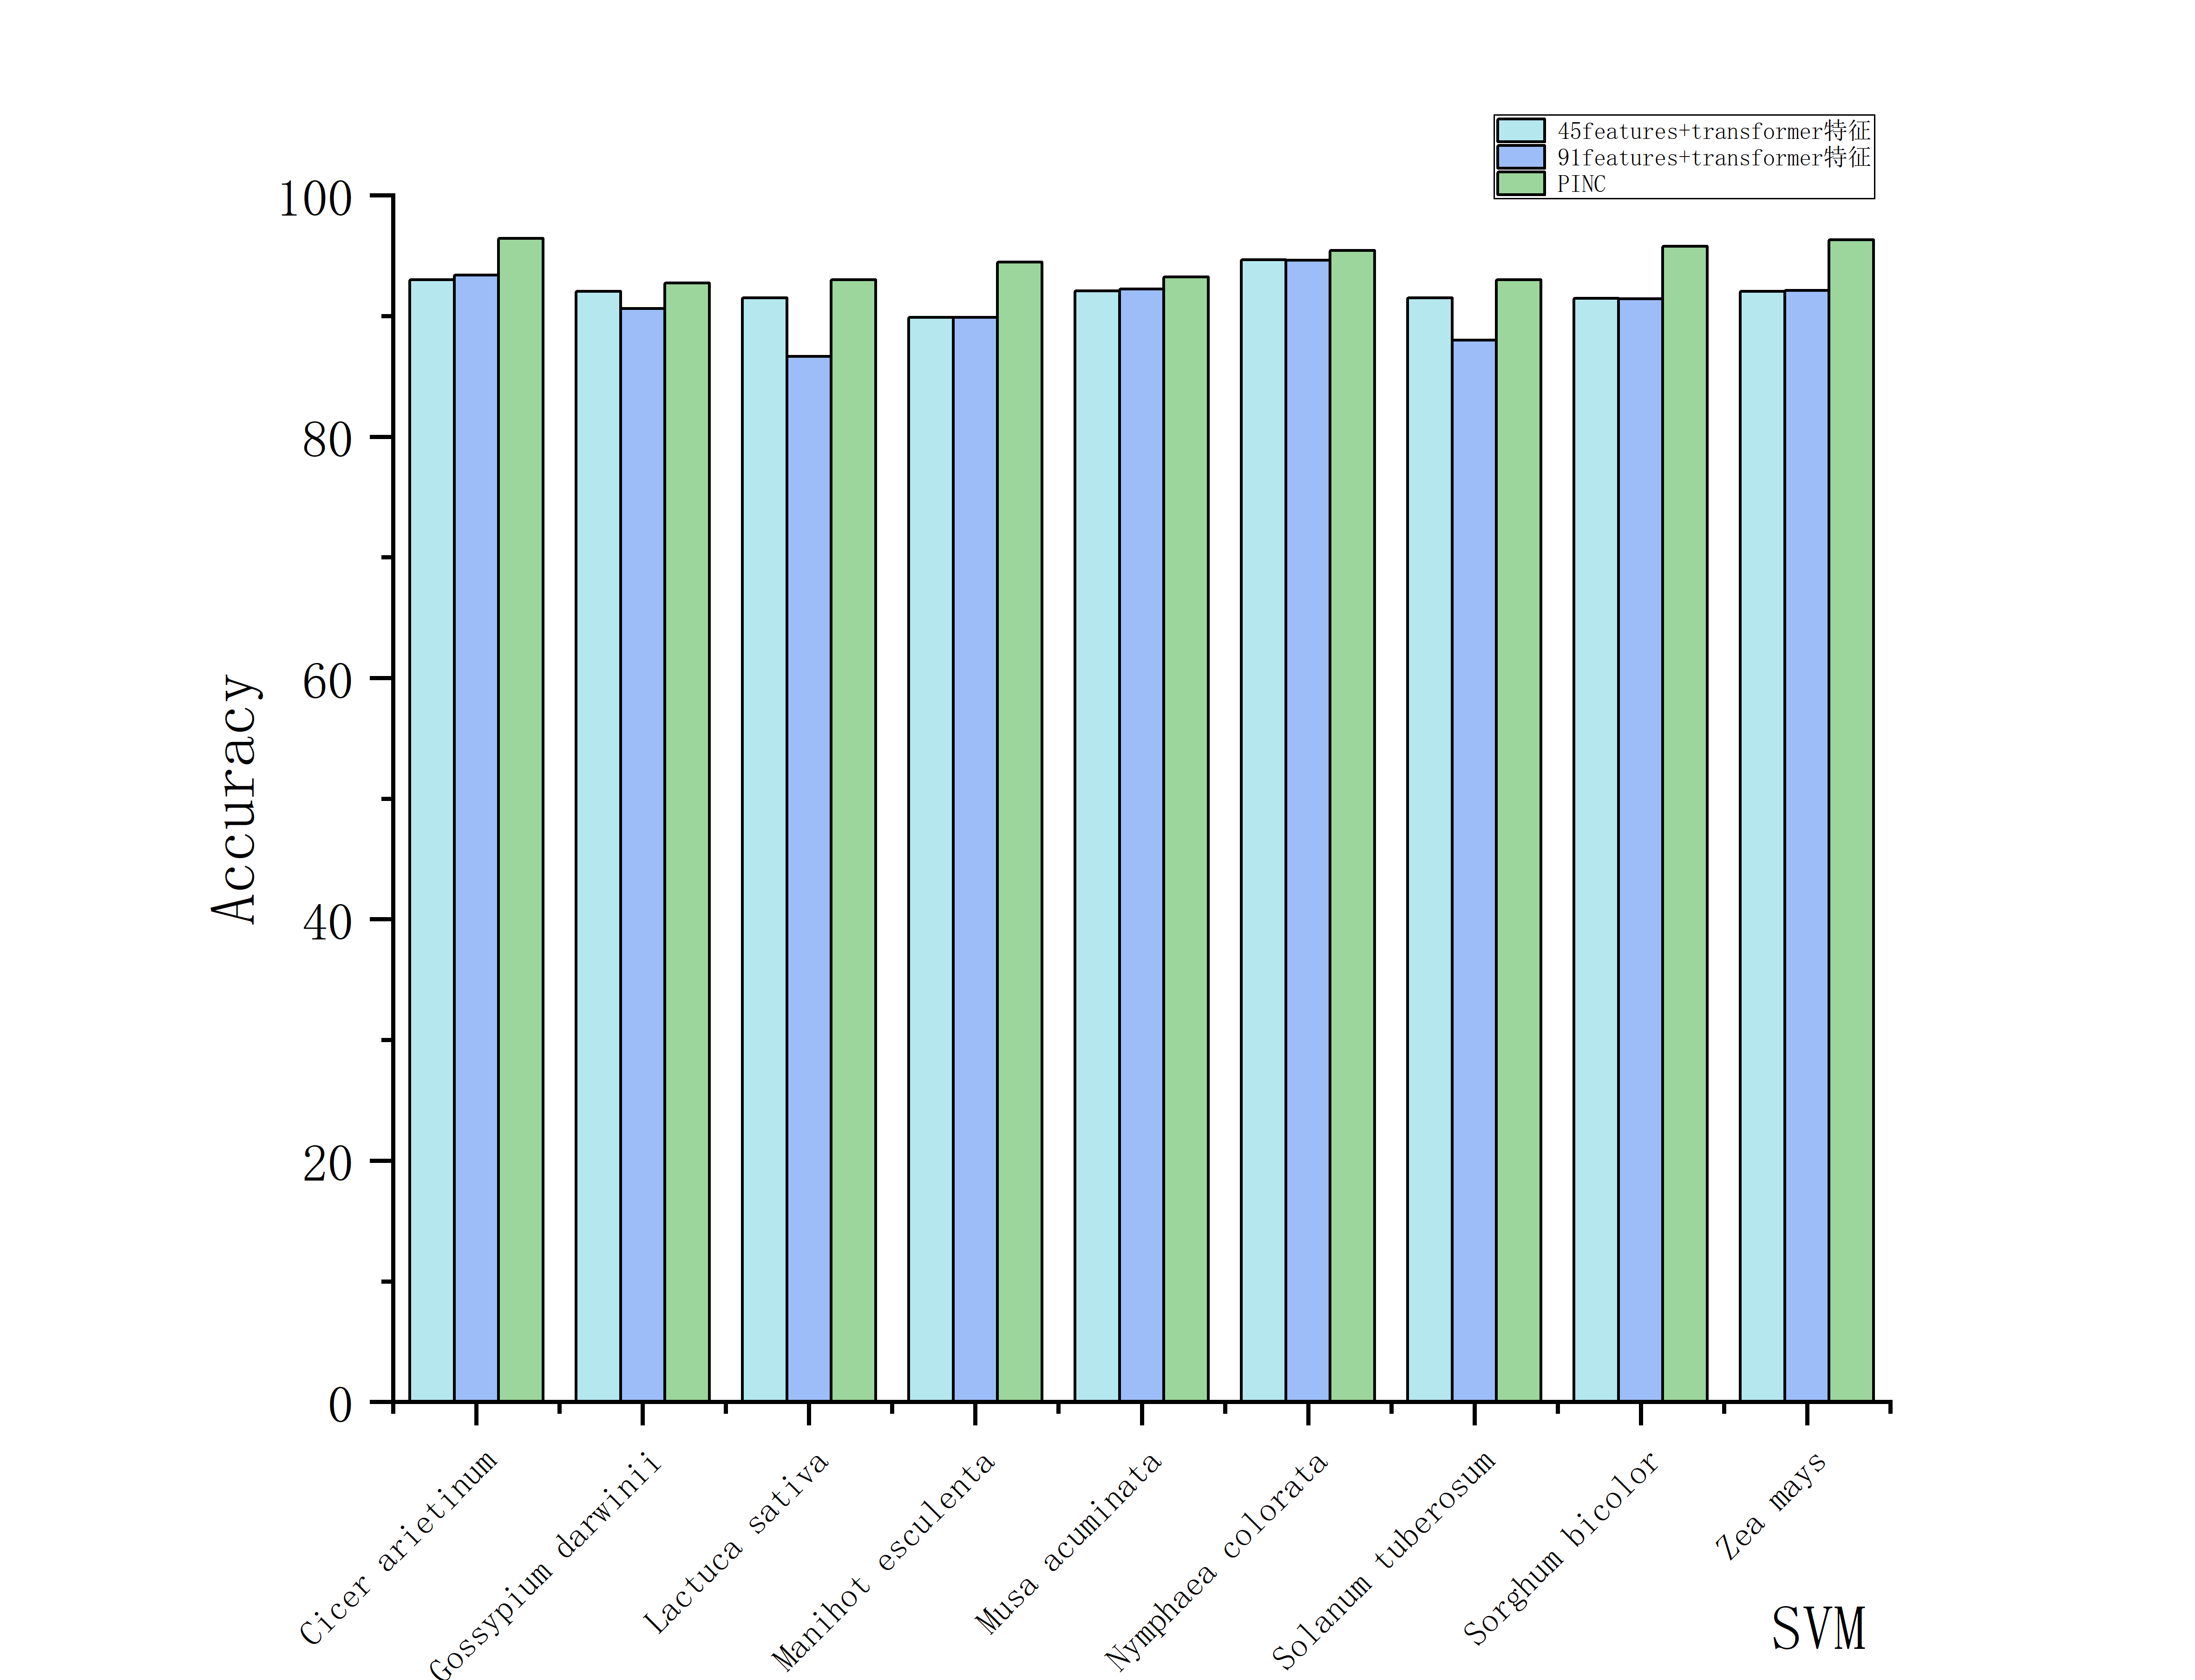 45features+transformer特征
91features+transformer特征
PINC
100
80
60
40
20
0
Accuracy
Cicer arietinum
Gossypium darwinii
Lactuca sativa
Manihot esculenta
Musa acuminata
Nymphaea colorata
Solanum tuberosum
Sorghum bicolor
Zea mays
SVM